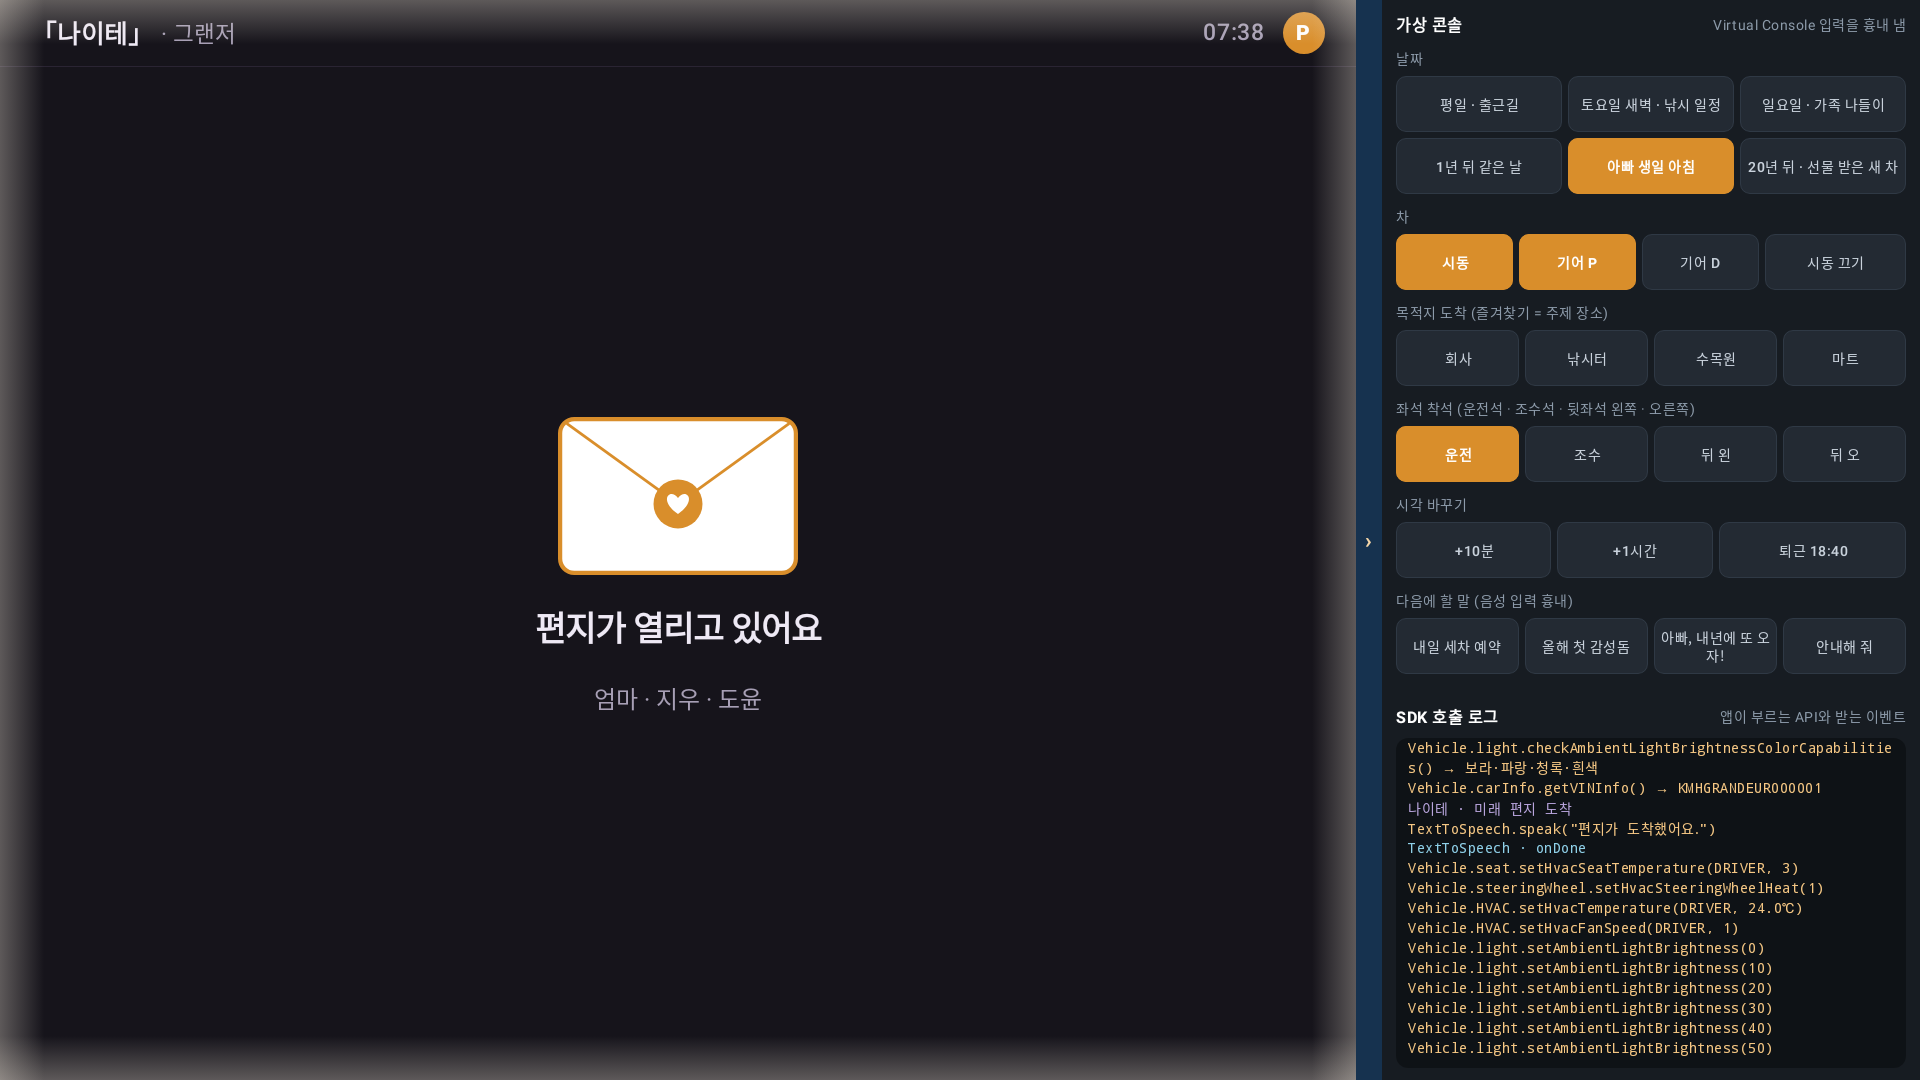 「나이테」 · 그랜저
07:38
P
편지가 열리고 있어요
엄마 · 지우 · 도윤
›
가상 콘솔
Virtual Console 입력을 흉내 냄
날짜
평일 · 출근길
토요일 새벽 · 낚시 일정
일요일 · 가족 나들이
1년 뒤 같은 날
아빠 생일 아침
20년 뒤 · 선물 받은 새 차
차
시동
기어 P
기어 D
시동 끄기
목적지 도착 (즐겨찾기 = 주제 장소)
회사
낚시터
수목원
마트
좌석 착석 (운전석 · 조수석 · 뒷좌석 왼쪽 · 오른쪽)
운전
조수
뒤 왼
뒤 오
시각 바꾸기
+10분
+1시간
퇴근 18:40
다음에 할 말 (음성 입력 흉내)
내일 세차 예약
올해 첫 감성돔
아빠, 내년에 또 오
자!
안내해 줘
SDK 호출 로그
앱이 부르는 API와 받는 이벤트
Vehicle.light.checkAmbientLightBrightnessColorCapabilitie
s() → 보라·파랑·청록·흰색
Vehicle.carInfo.getVINInfo() → KMHGRANDEUR000001
나이테 · 미래 편지 도착
TextToSpeech.speak("편지가 도착했어요.")
TextToSpeech · onDone
Vehicle.seat.setHvacSeatTemperature(DRIVER, 3)
Vehicle.steeringWheel.setHvacSteeringWheelHeat(1)
Vehicle.HVAC.setHvacTemperature(DRIVER, 24.0℃)
Vehicle.HVAC.setHvacFanSpeed(DRIVER, 1)
Vehicle.light.setAmbientLightBrightness(0)
Vehicle.light.setAmbientLightBrightness(10)
Vehicle.light.setAmbientLightBrightness(20)
Vehicle.light.setAmbientLightBrightness(30)
Vehicle.light.setAmbientLightBrightness(40)
Vehicle.light.setAmbientLightBrightness(50)